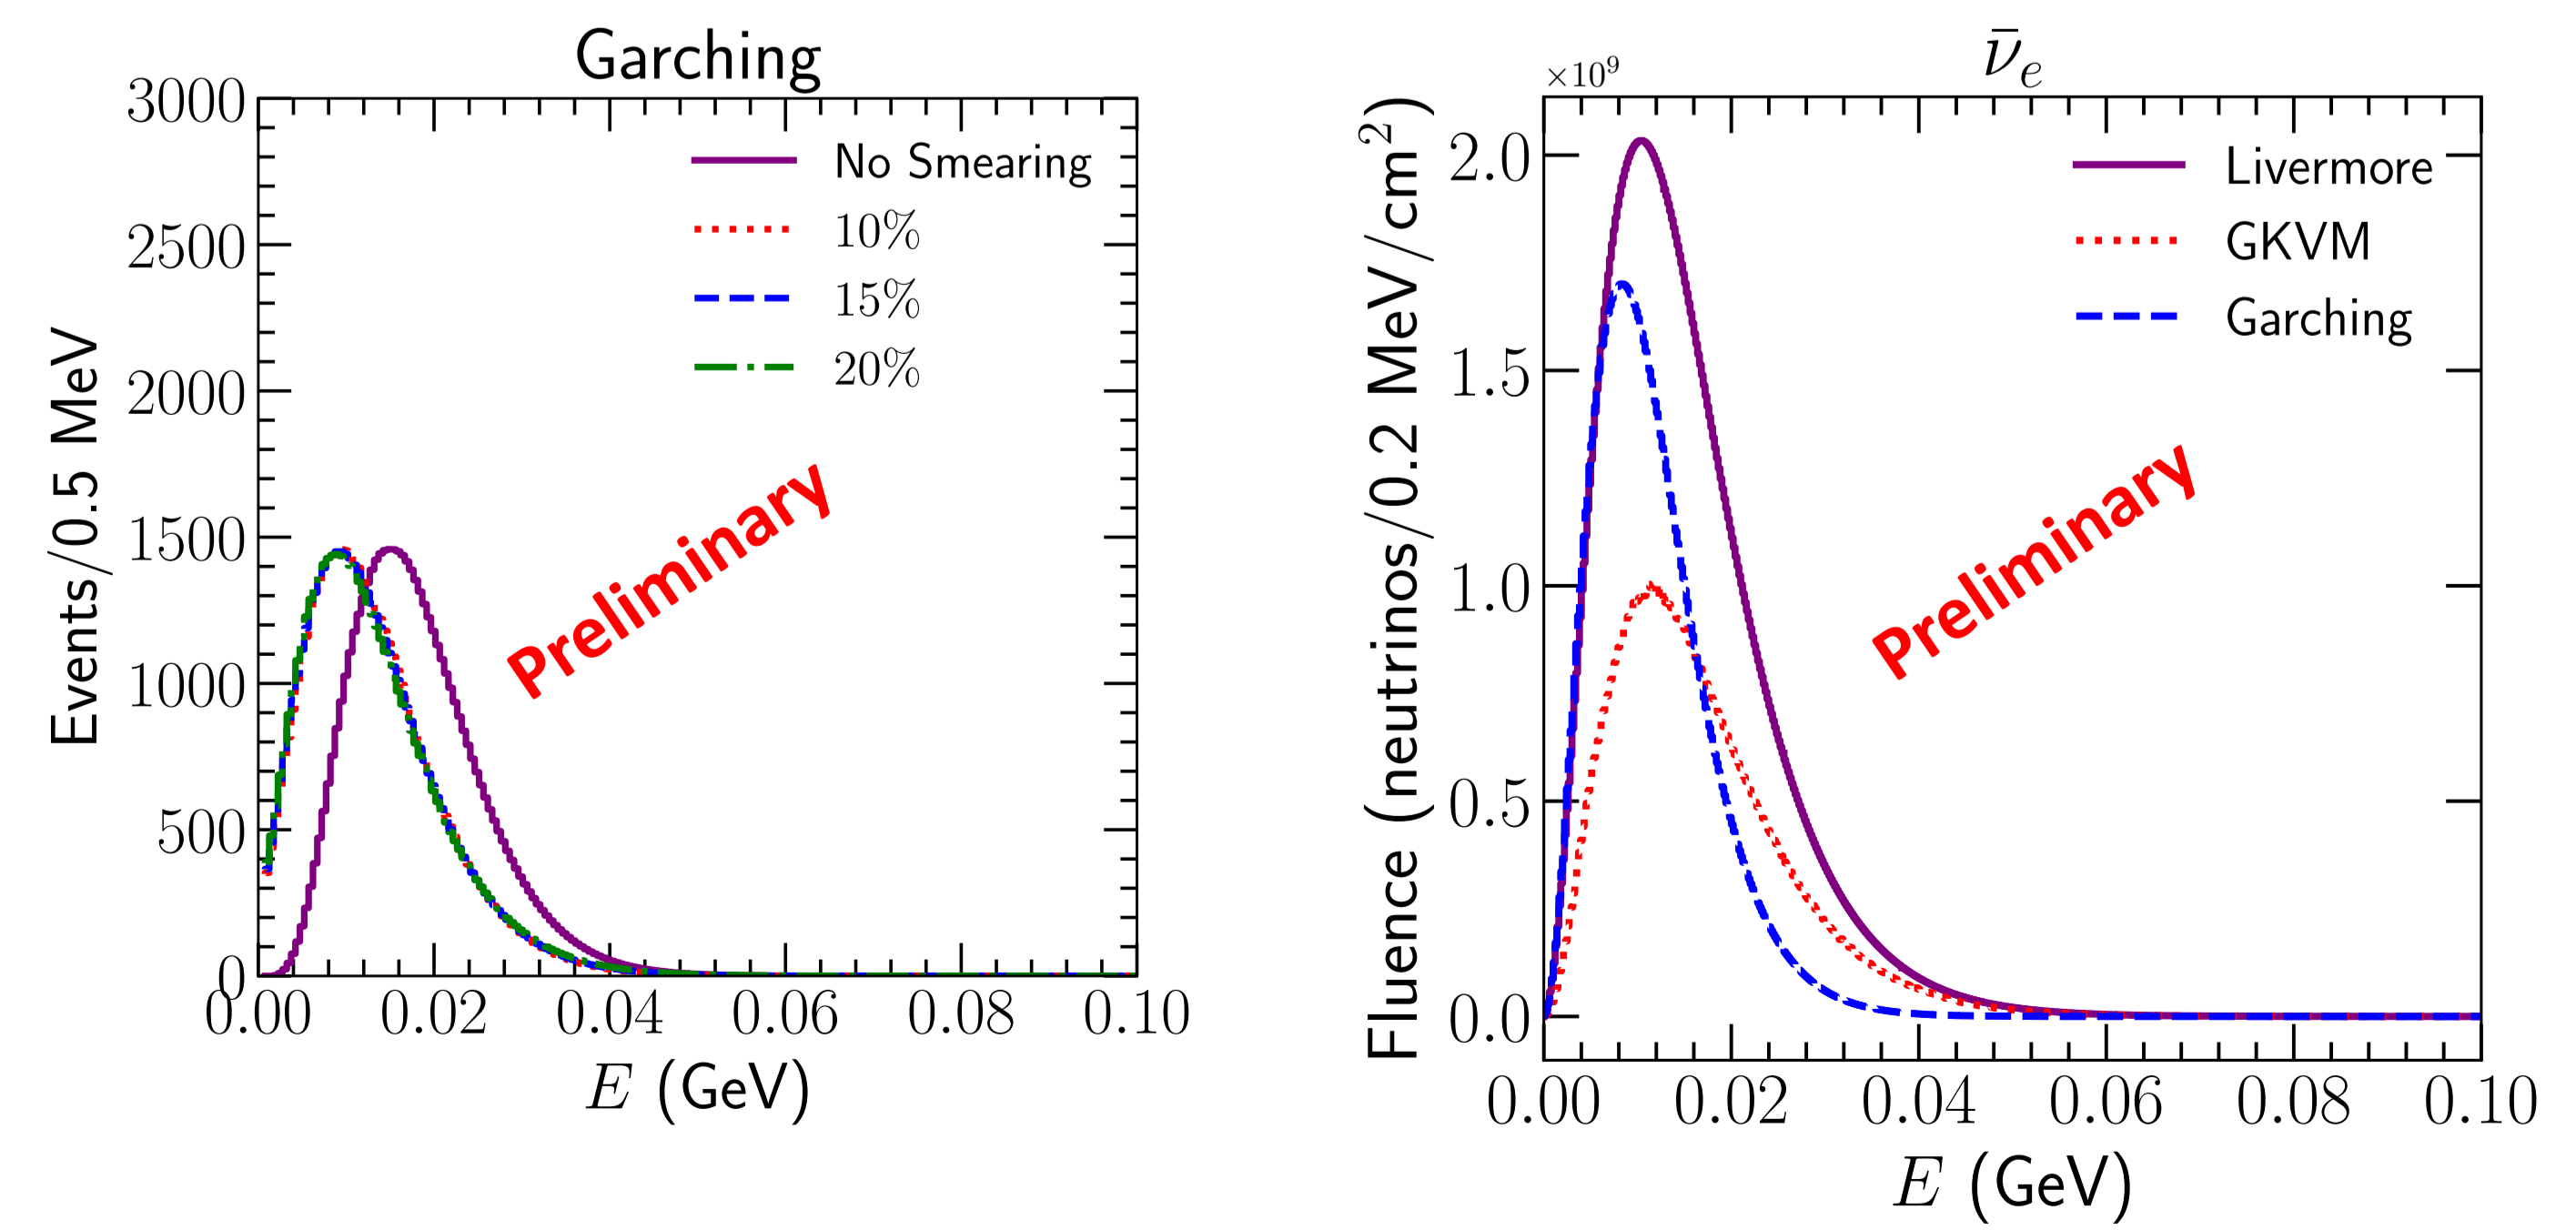 Garching
3000
2500
2000
1500
1000
500
0
Events/0.5 MeV
No Smearing
10%
15%
20%
Preliminary
0.00 0.02 0.04 0.06 0.08 0.10
E (GeV)
ν̄ₑ
×10⁹
2.0
1.5
1.0
0.5
0.0
Fluence (neutrinos/0.2 MeV/cm²)
Livermore
GKVM
Garching
Preliminary
0.00 0.02 0.04 0.06 0.08 0.10
E (GeV)